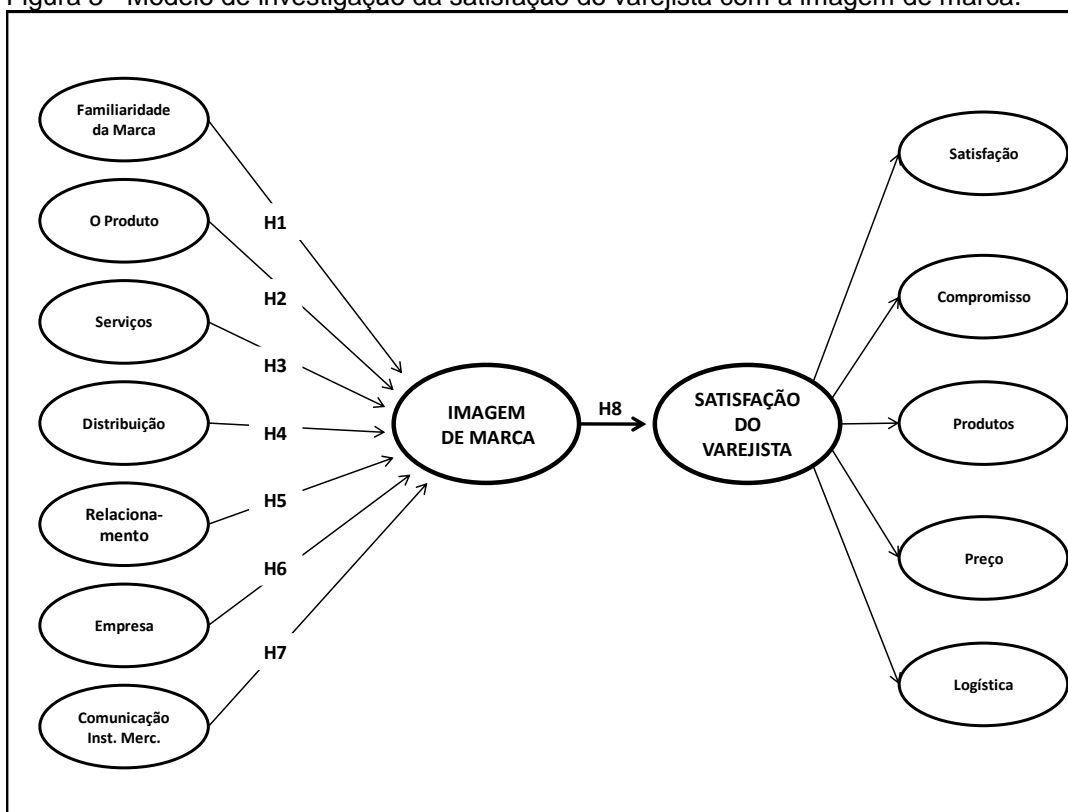 Figura 8 - Modelo de investigação da satisfação do varejista com a imagem de marca.
Familiaridade
da Marca
O Produto
Serviços
Distribuição
Relaciona-
mento
Empresa
Comunicação
Inst. Merc.
H1
H2
H3
H4
H5
H6
H7
IMAGEM
DE MARCA
H8
SATISFAÇÃO
DO
VAREJISTA
Satisfação
Compromisso
Produtos
Preço
Logística